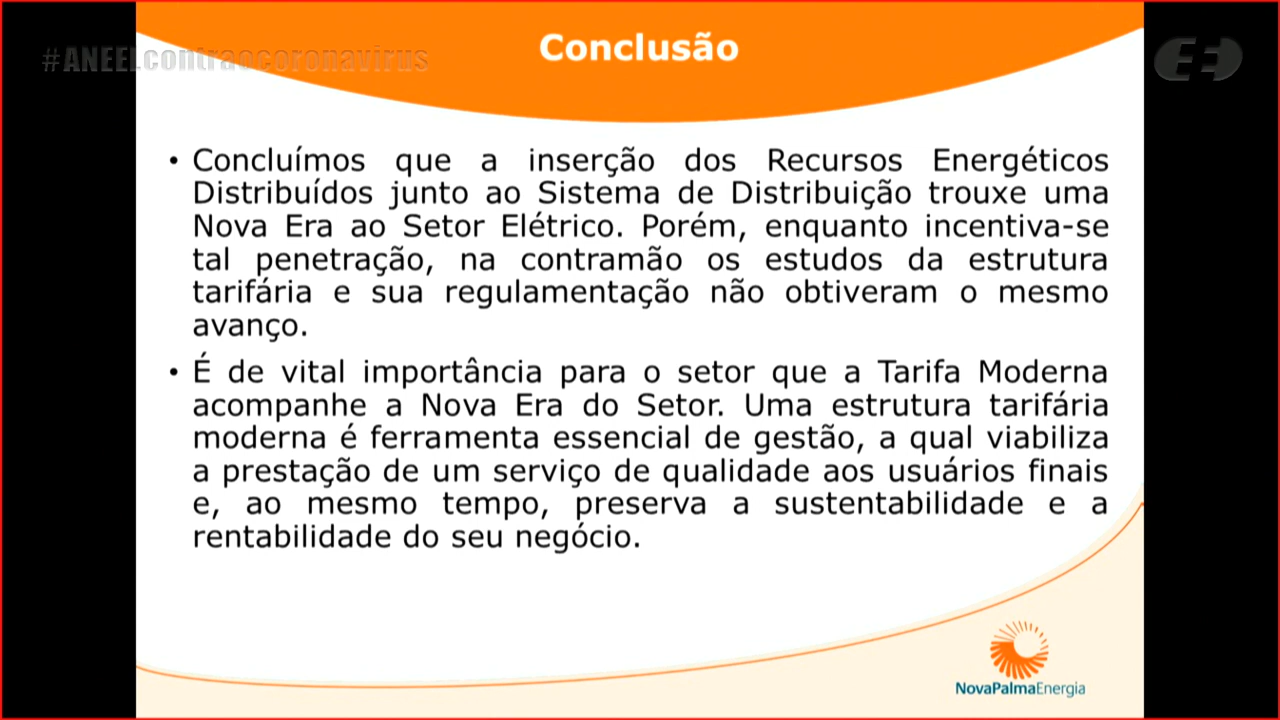 #ANEELcontraocoronavirus
Conclusão
• Concluímos que a inserção dos Recursos Energéticos
Distribuídos junto ao Sistema de Distribuição trouxe uma
Nova Era ao Setor Elétrico. Porém, enquanto incentiva-se
tal penetração, na contramão os estudos da estrutura
tarifária e sua regulamentação não obtiveram o mesmo
avanço.
• É de vital importância para o setor que a Tarifa Moderna
acompanhe a Nova Era do Setor. Uma estrutura tarifária
moderna é ferramenta essencial de gestão, a qual viabiliza
a prestação de um serviço de qualidade aos usuários finais
e, ao mesmo tempo, preserva a sustentabilidade e a
rentabilidade do seu negócio.
NovaPalmaEnergia